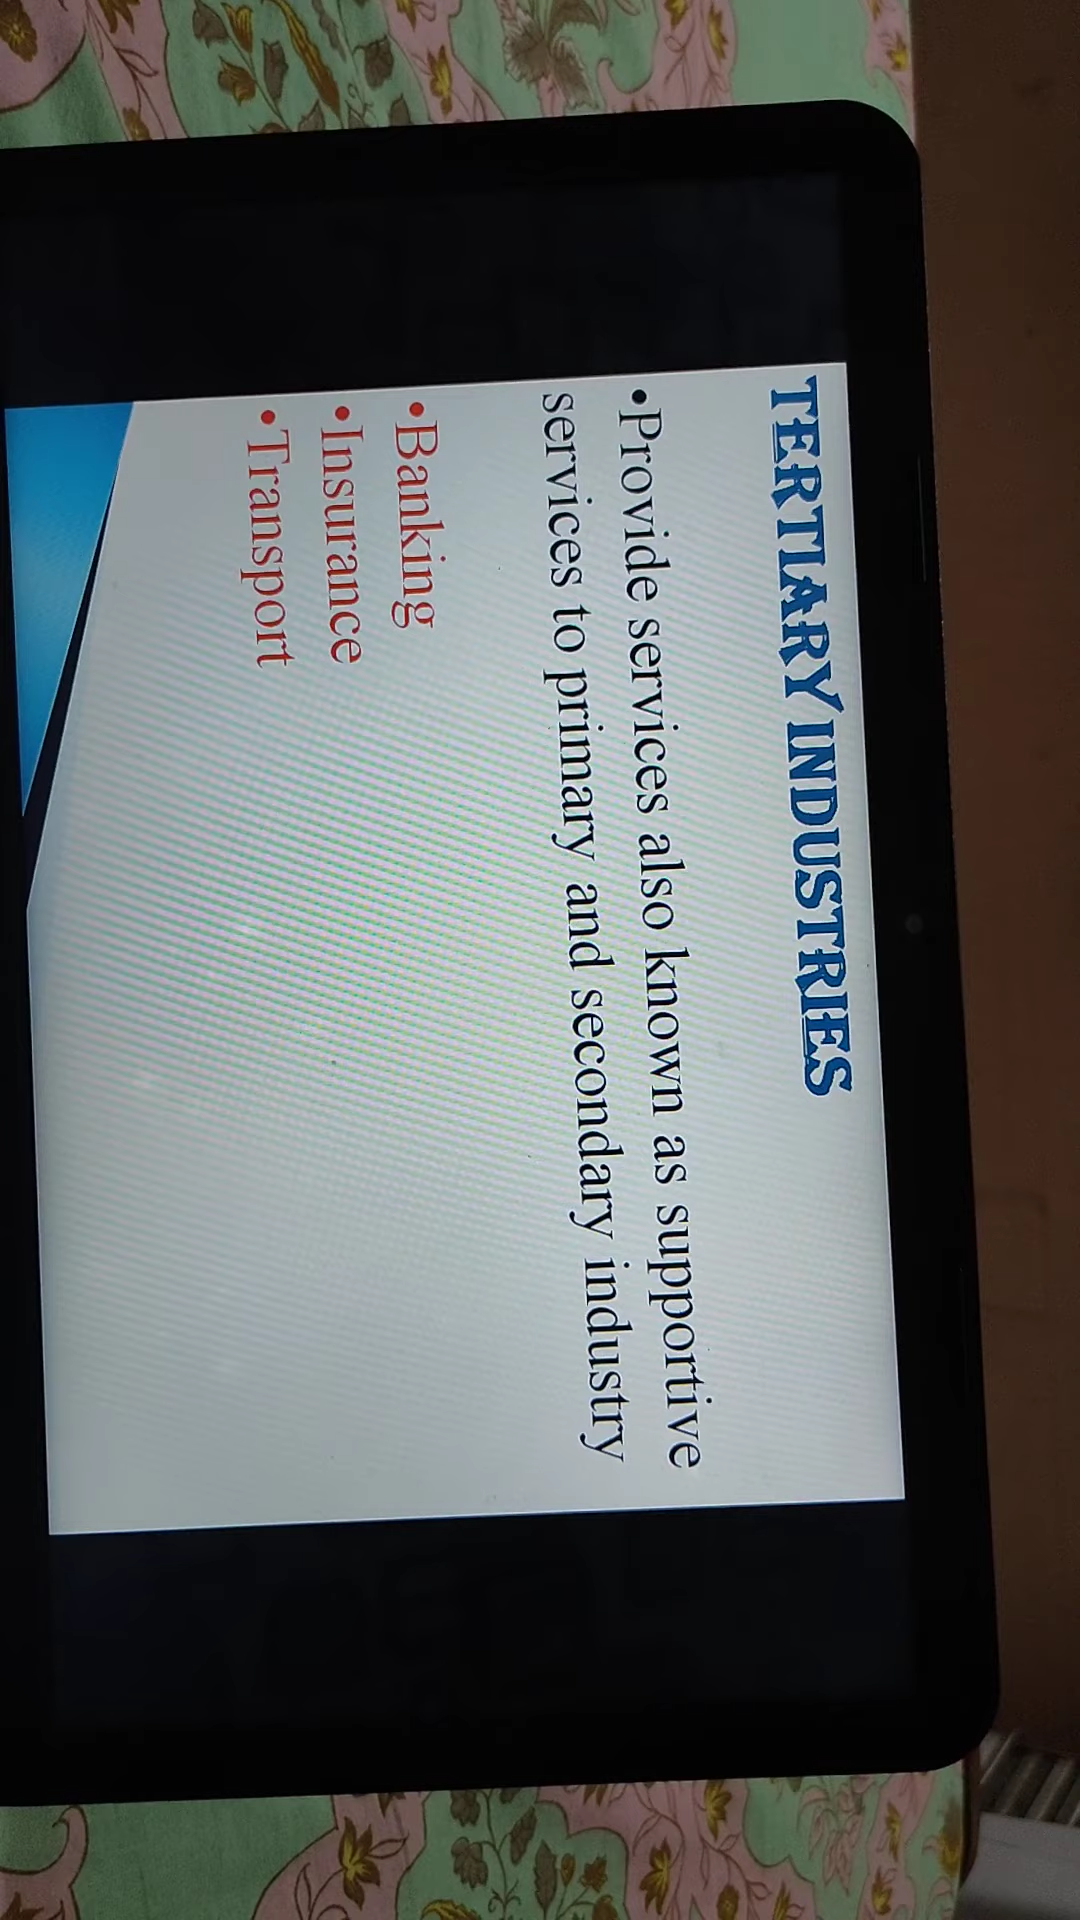 TERTIARY INDUSTRIES
•Provide services also known as supportive
services to primary and secondary industry
•Banking
•Insurance
•Transport